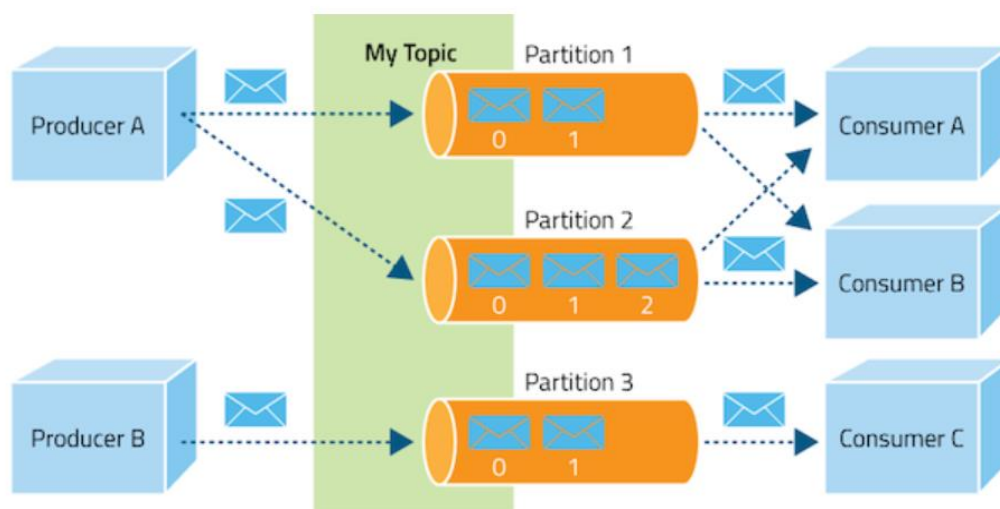 My Topic
Partition 1
Producer A
0 1
Consumer A
Partition 2
0 1 2
Consumer B
Partition 3
Producer B
0 1
Consumer C